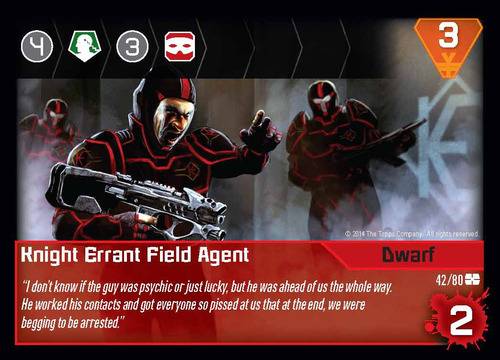 4 3 3
¥
KE
© 2014 The Topps Company. All rights reserved.
Knight Errant Field Agent Dwarf
42/80
"I don't know if the guy was psychic or just lucky, but he was ahead of us the whole way.
He worked his contacts and got everyone so pissed at us that at the end, we were
begging to be arrested."
2